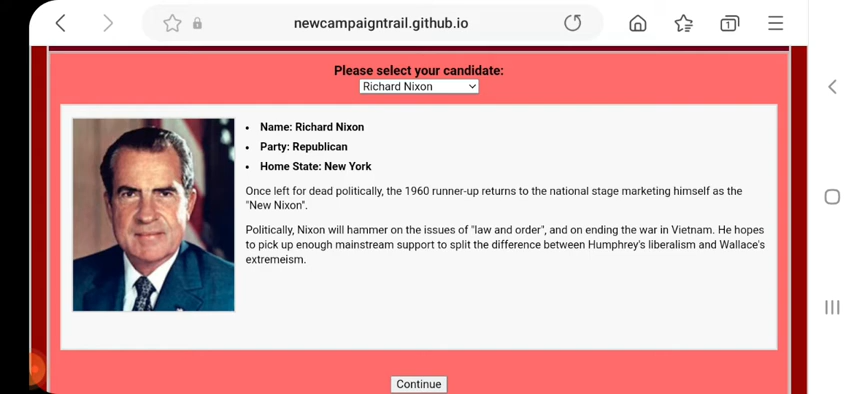 newcampaigntrail.github.io
1
Please select your candidate:
Richard Nixon
Name: Richard Nixon
Party: Republican
Home State: New York
Once left for dead politically, the 1960 runner-up returns to the national stage marketing himself as the
"New Nixon".
Politically, Nixon will hammer on the issues of "law and order", and on ending the war in Vietnam. He hopes
to pick up enough mainstream support to split the difference between Humphrey's liberalism and Wallace's
extremeism.
Continue